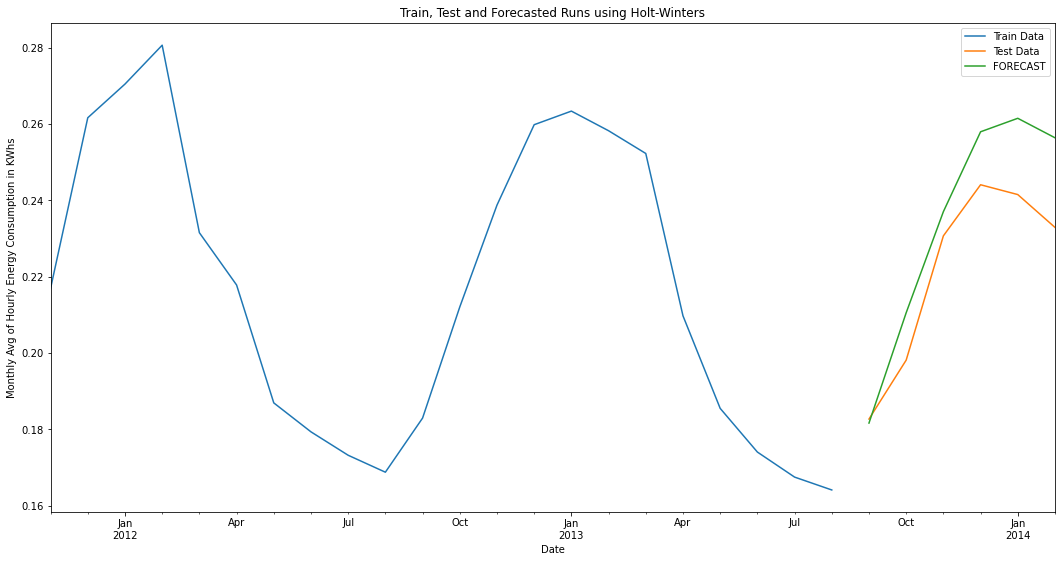 Train, Test and Forecasted Runs using Holt-Winters
Train Data
Test Data
FORECAST
Monthly Avg of Hourly Energy Consumption in KWhs
0.28
0.26
0.24
0.22
0.20
0.18
0.16
Jan
2012
Apr
Jul
Oct
Jan
2013
Apr
Jul
Oct
Jan
2014
Date